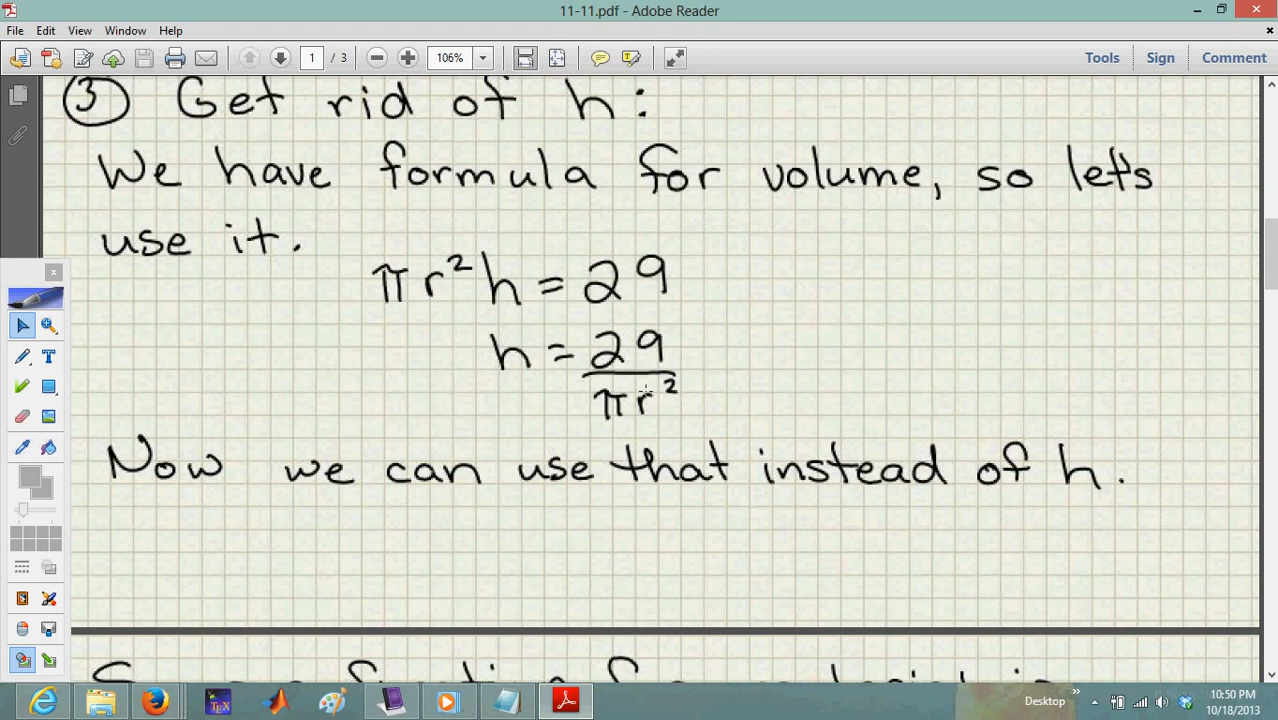 11-11.pdf - Adobe Reader
File Edit View Window Help
1 / 3 106% Tools Sign Comment
③ Get rid of h:
We have formula for volume, so let's
use it.
πr²h = 29
h = 29
πr²
Now we can use that instead of h.
TEX
Desktop
10:50 PM
10/18/2013